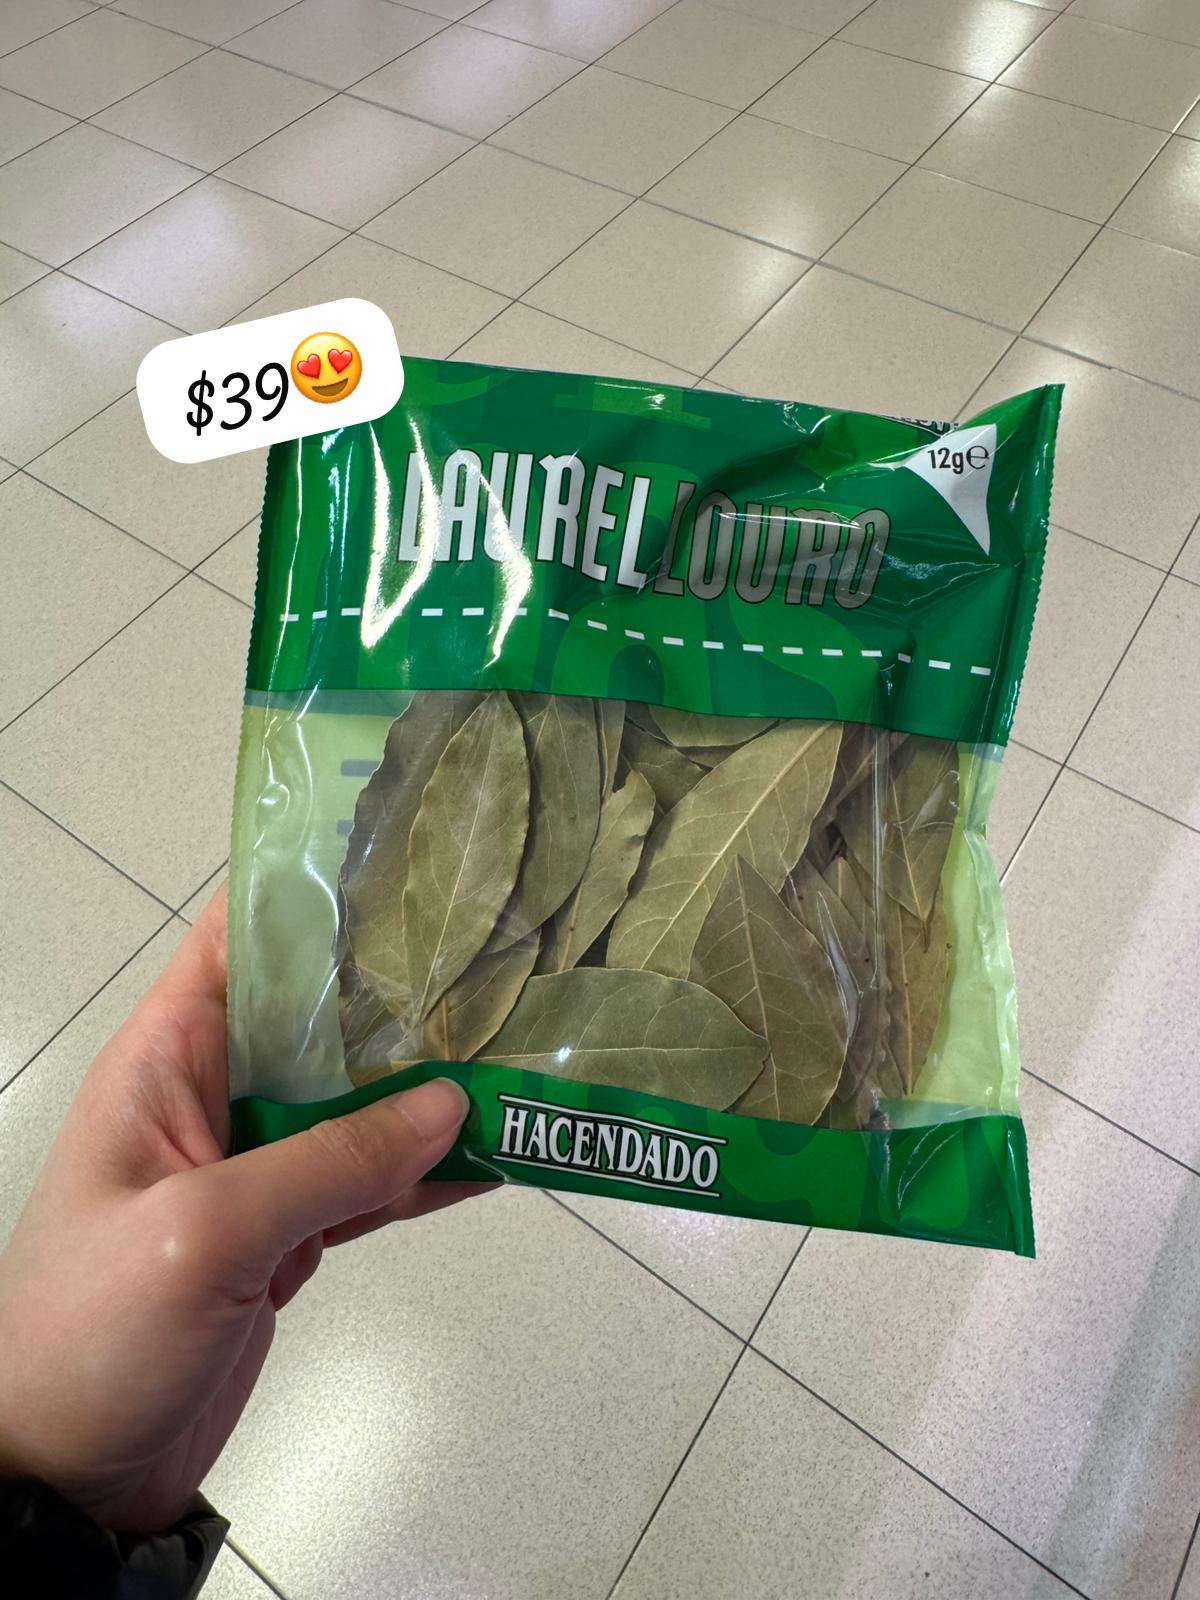 $39😍
12g℮
LAUREL LOURO
HACENDADO